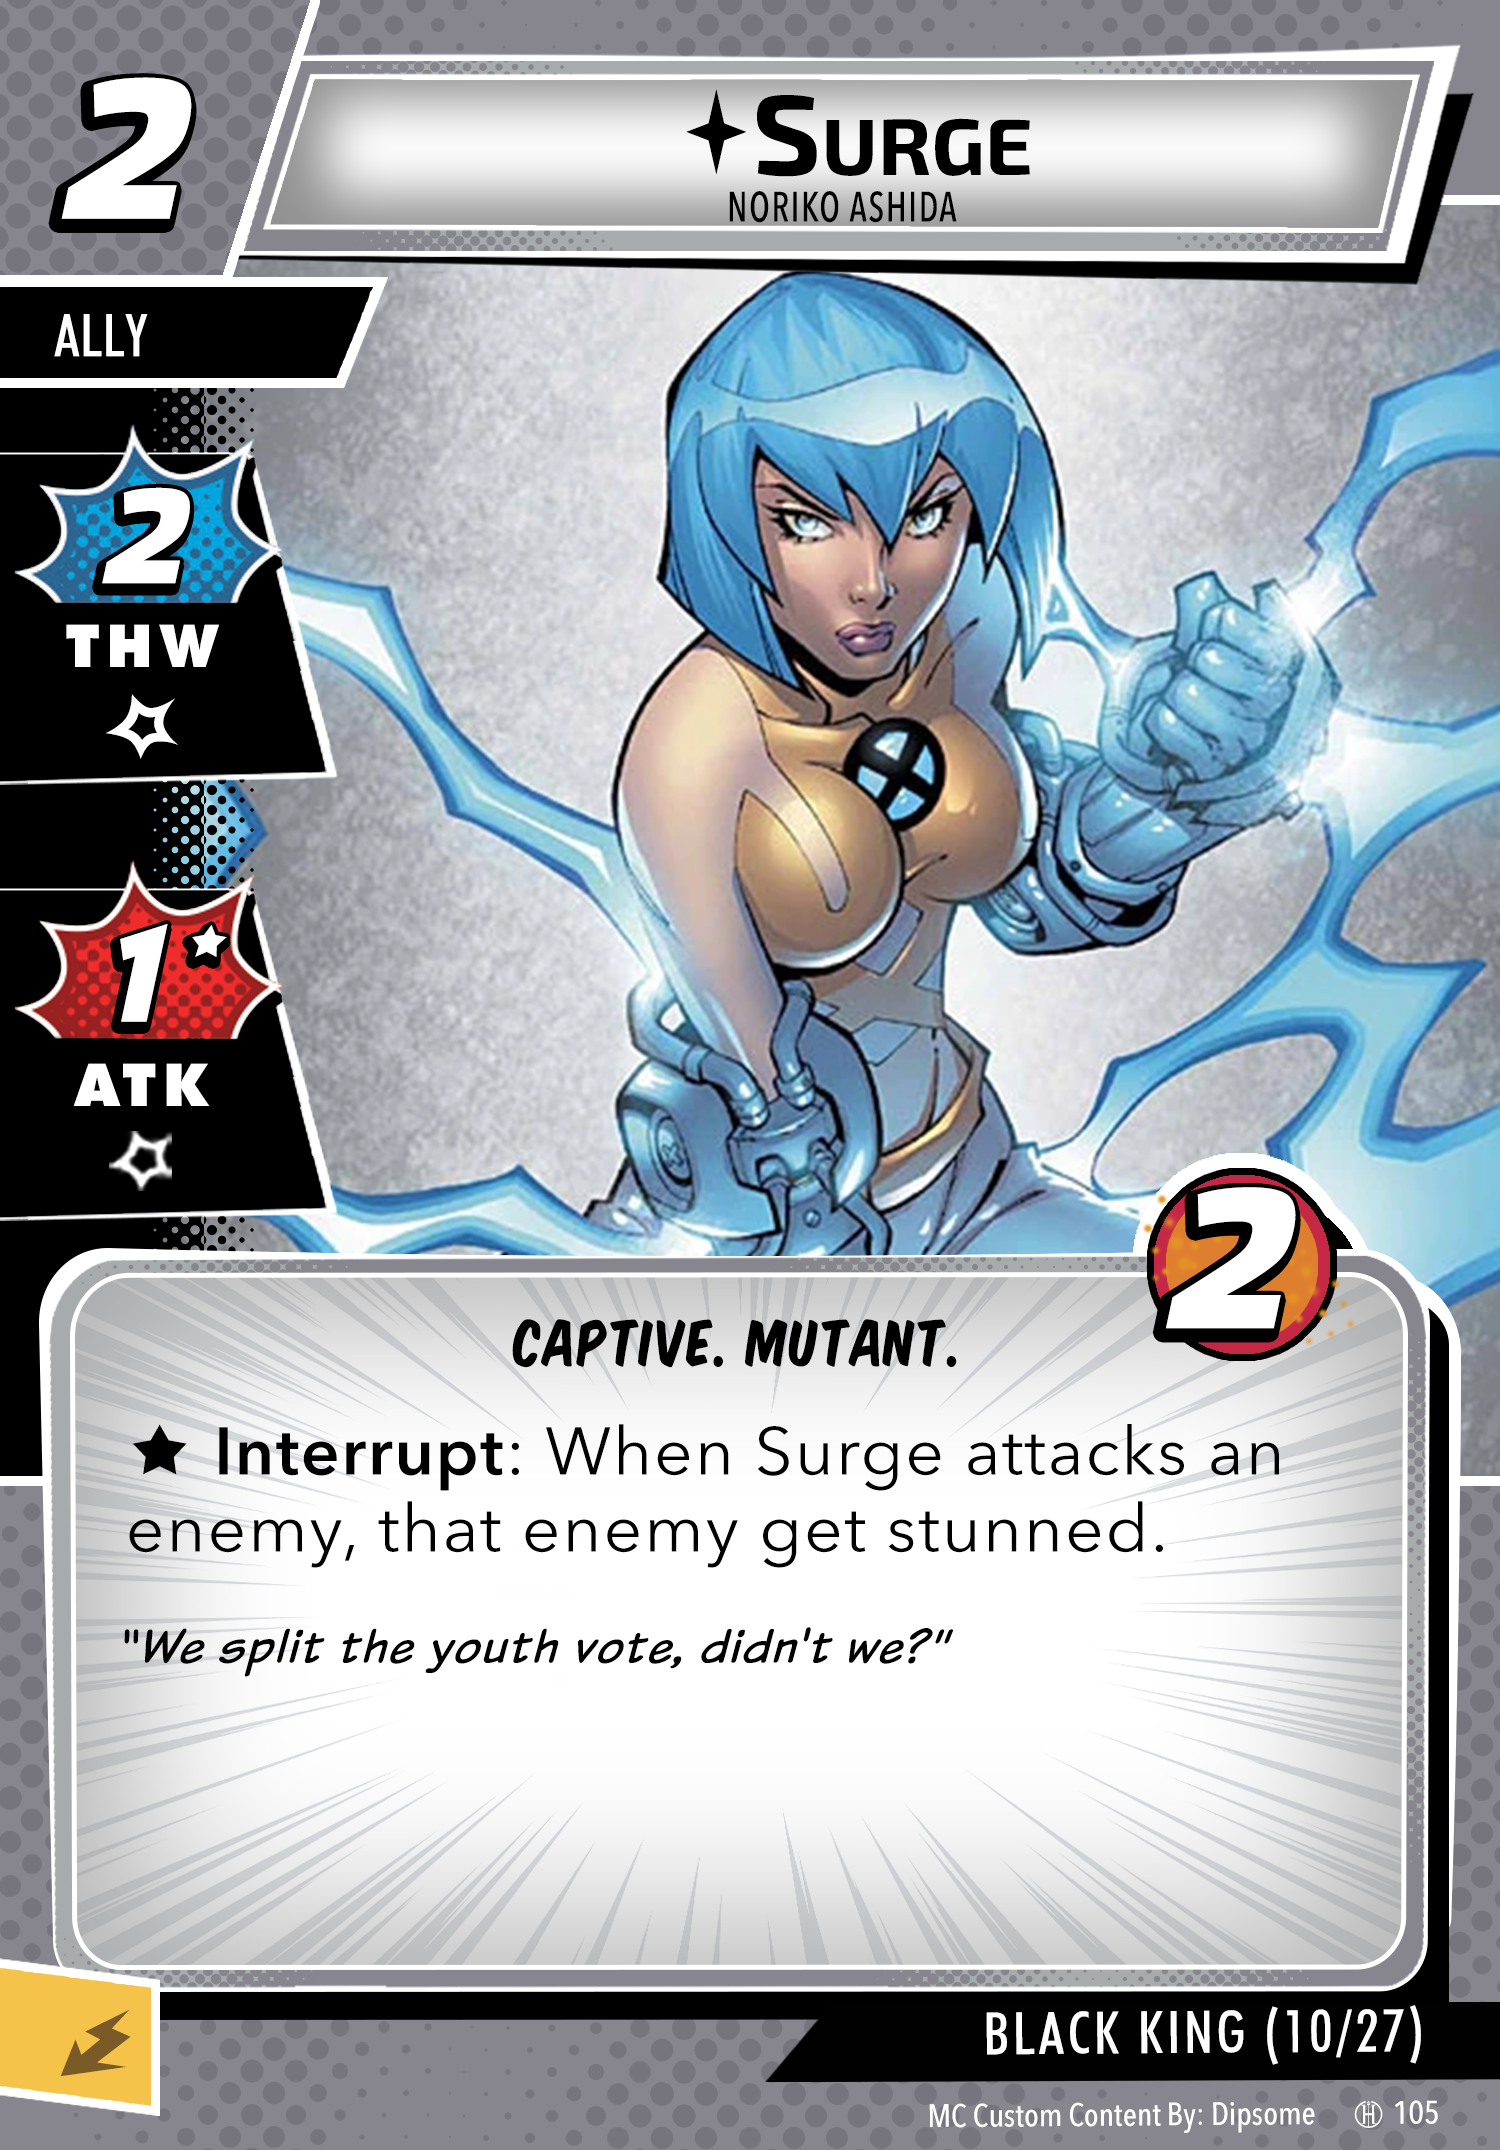 2
SURGE
NORIKO ASHIDA
ALLY
2
THW
1
ATK
2
CAPTIVE. MUTANT.
Interrupt: When Surge attacks an
enemy, that enemy get stunned.
"We split the youth vote, didn't we?"
BLACK KING (10/27)
MC Custom Content By: Dipsome 105